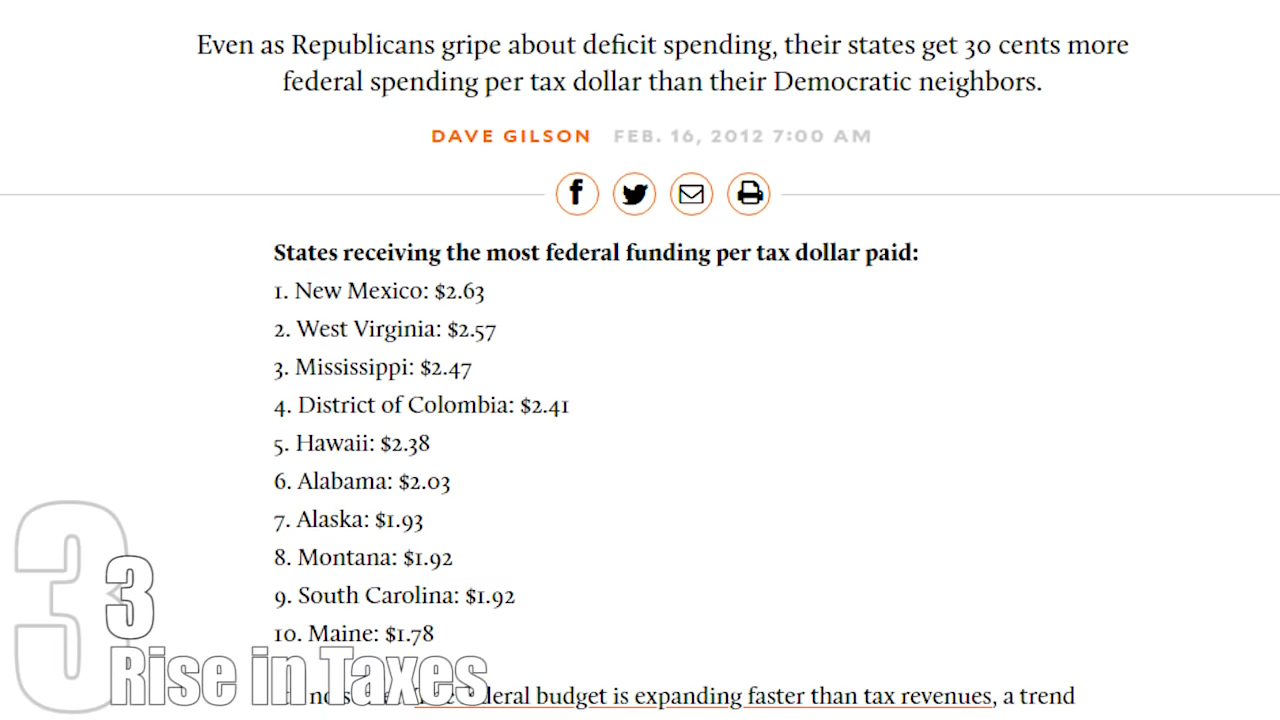 Even as Republicans gripe about deficit spending, their states get 30 cents more
federal spending per tax dollar than their Democratic neighbors.
DAVE GILSON FEB. 16, 2012 7:00 AM
States receiving the most federal funding per tax dollar paid:
1. New Mexico: $2.63
2. West Virginia: $2.57
3. Mississippi: $2.47
4. District of Colombia: $2.41
5. Hawaii: $2.38
6. Alabama: $2.03
7. Alaska: $1.93
8. Montana: $1.92
9. South Carolina: $1.92
10. Maine: $1.78
3
3
Rise in Taxes
budget is expanding faster than tax revenues, a trend